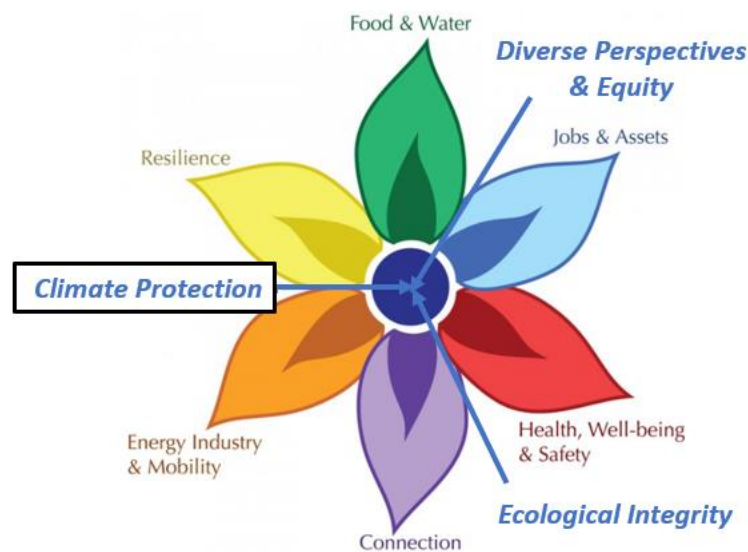 Food & Water
Diverse Perspectives
& Equity
Jobs & Assets
Resilience
Climate Protection
Energy Industry
& Mobility
Health, Well-being
& Safety
Ecological Integrity
Connection